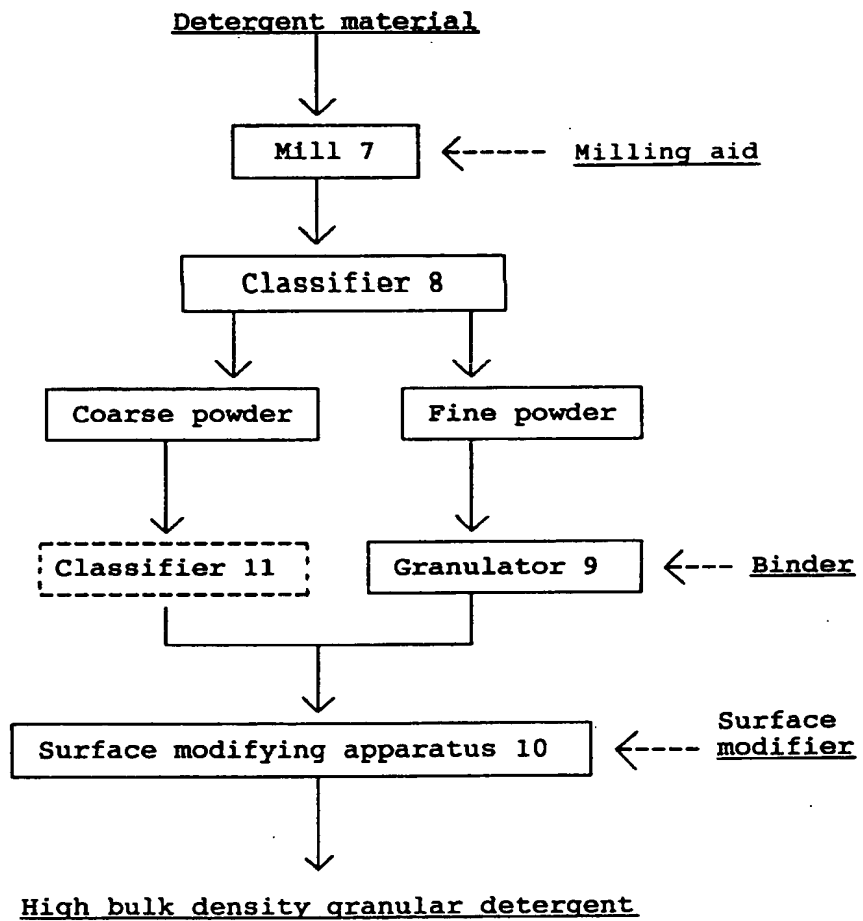 Detergent material
Mill 7
Milling aid
Classifier 8
Coarse powder
Fine powder
Classifier 11
Granulator 9
Binder
Surface modifying apparatus 10
Surface
modifier
High bulk density granular detergent